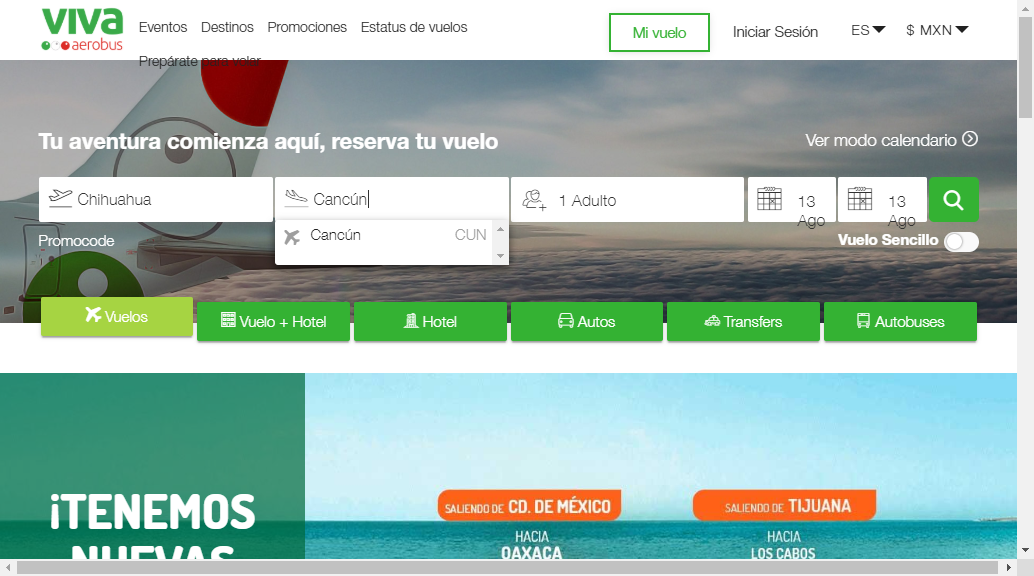 viva
aerobus
Eventos Destinos Promociones Estatus de vuelos
Prepárate para volar
Mi vuelo Iniciar Sesión ES $ MXN
Tu aventura comienza aquí, reserva tu vuelo
Ver modo calendario
Chihuahua Cancún 1 Adulto 13 Ago 13 Ago
Cancún CUN
Promocode
Vuelo Sencillo
Vuelos Vuelo + Hotel Hotel Autos Transfers Autobuses
¡TENEMOS
NUEVAS
SALIENDO DE CD. DE MÉXICO
HACIA
OAXACA
SALIENDO DE TIJUANA
HACIA
LOS CABOS